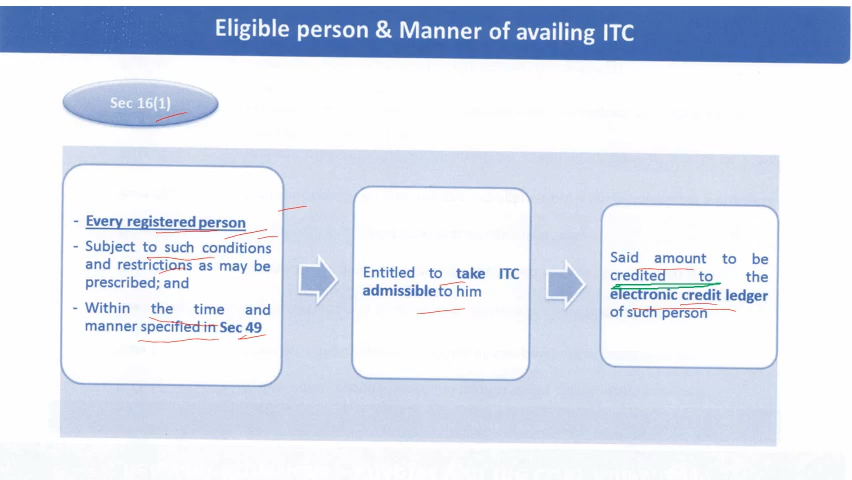 Eligible person & Manner of availing ITC
Sec 16(1)
- Every registered person
- Subject to such conditions
and restrictions as may be
prescribed; and
- Within the time and
manner specified in Sec 49
Entitled to take ITC
admissible to him
Said amount to be
credited to the
electronic credit ledger
of such person